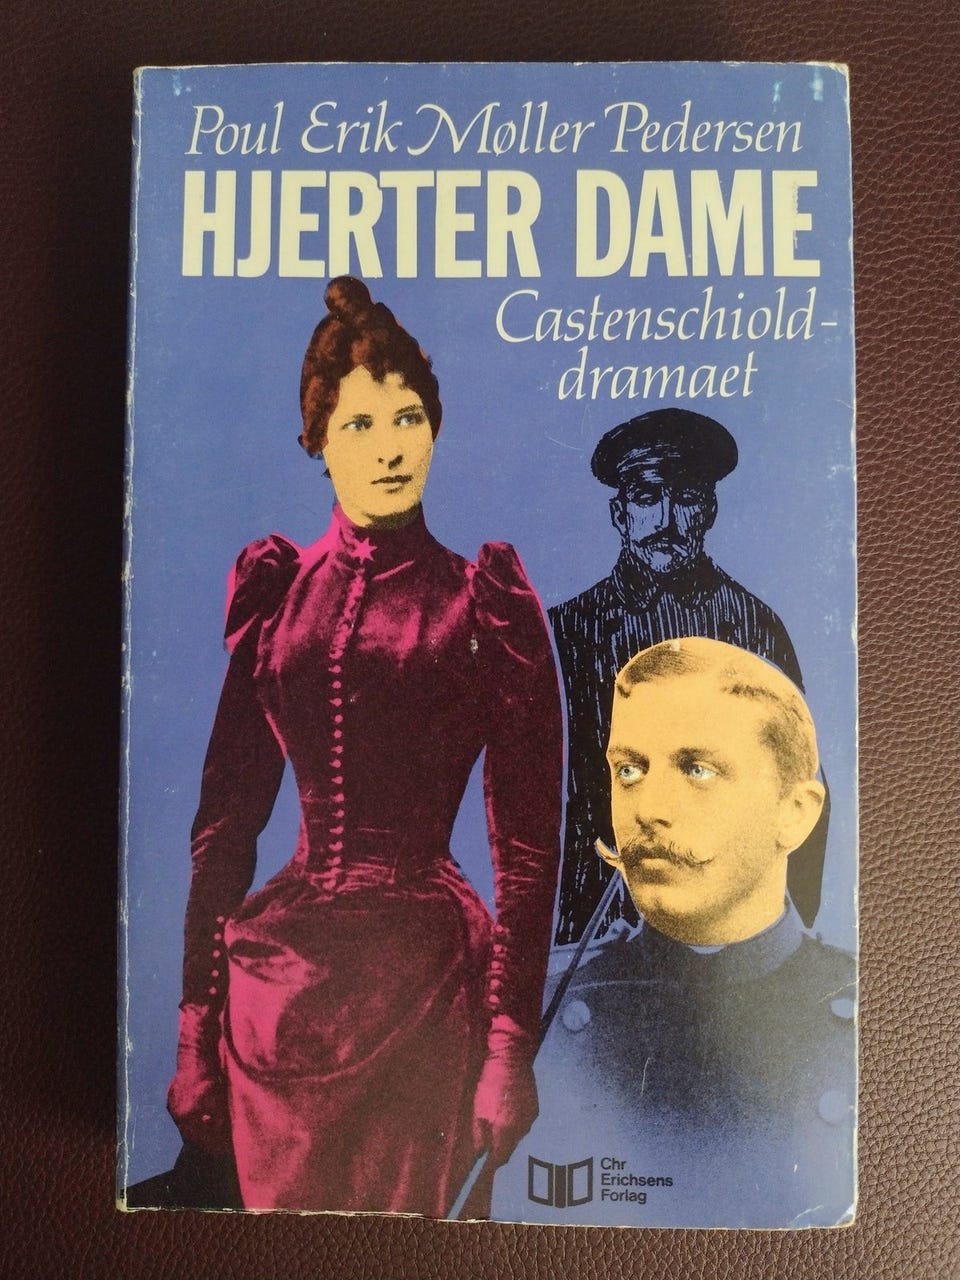 Poul Erik Møller Pedersen
HJERTER DAME
Castenschiold-
dramaet
Chr
Erichsens
Forlag